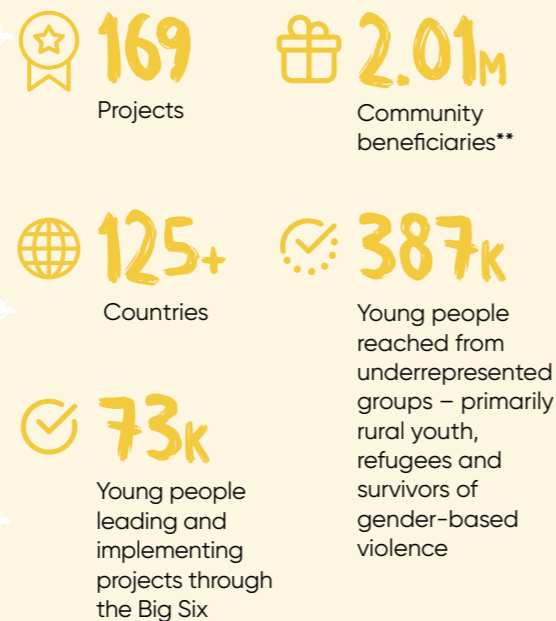 169
Projects
2.01M
Community
beneficiaries**
125+
Countries
387K
Young people
reached from
underrepresented
groups – primarily
rural youth,
refugees and
survivors of
gender-based
violence
73K
Young people
leading and
implementing
projects through
the Big Six